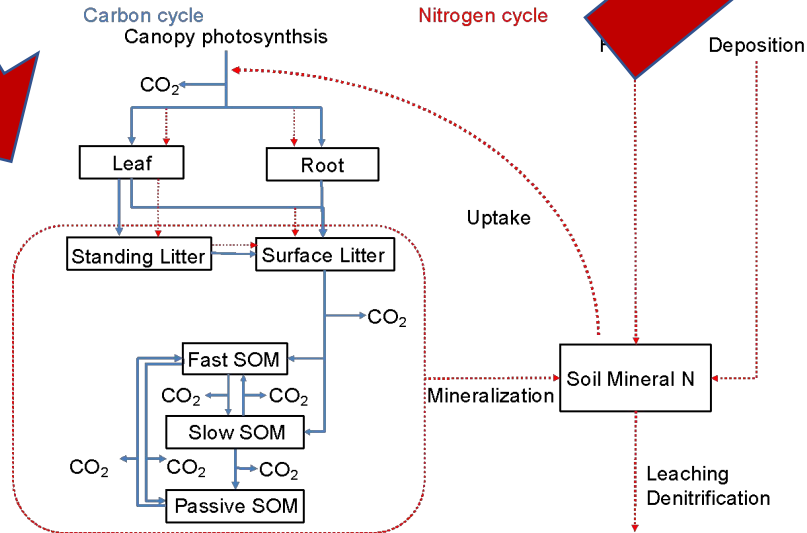 Carbon cycle
Nitrogen cycle
Canopy photosynthsis
Deposition
CO2
Leaf
Root
Uptake
Standing Litter
Surface Litter
CO2
Fast SOM
Soil Mineral N
CO2
CO2
Mineralization
Slow SOM
CO2
CO2
CO2
Leaching
Denitrification
Passive SOM